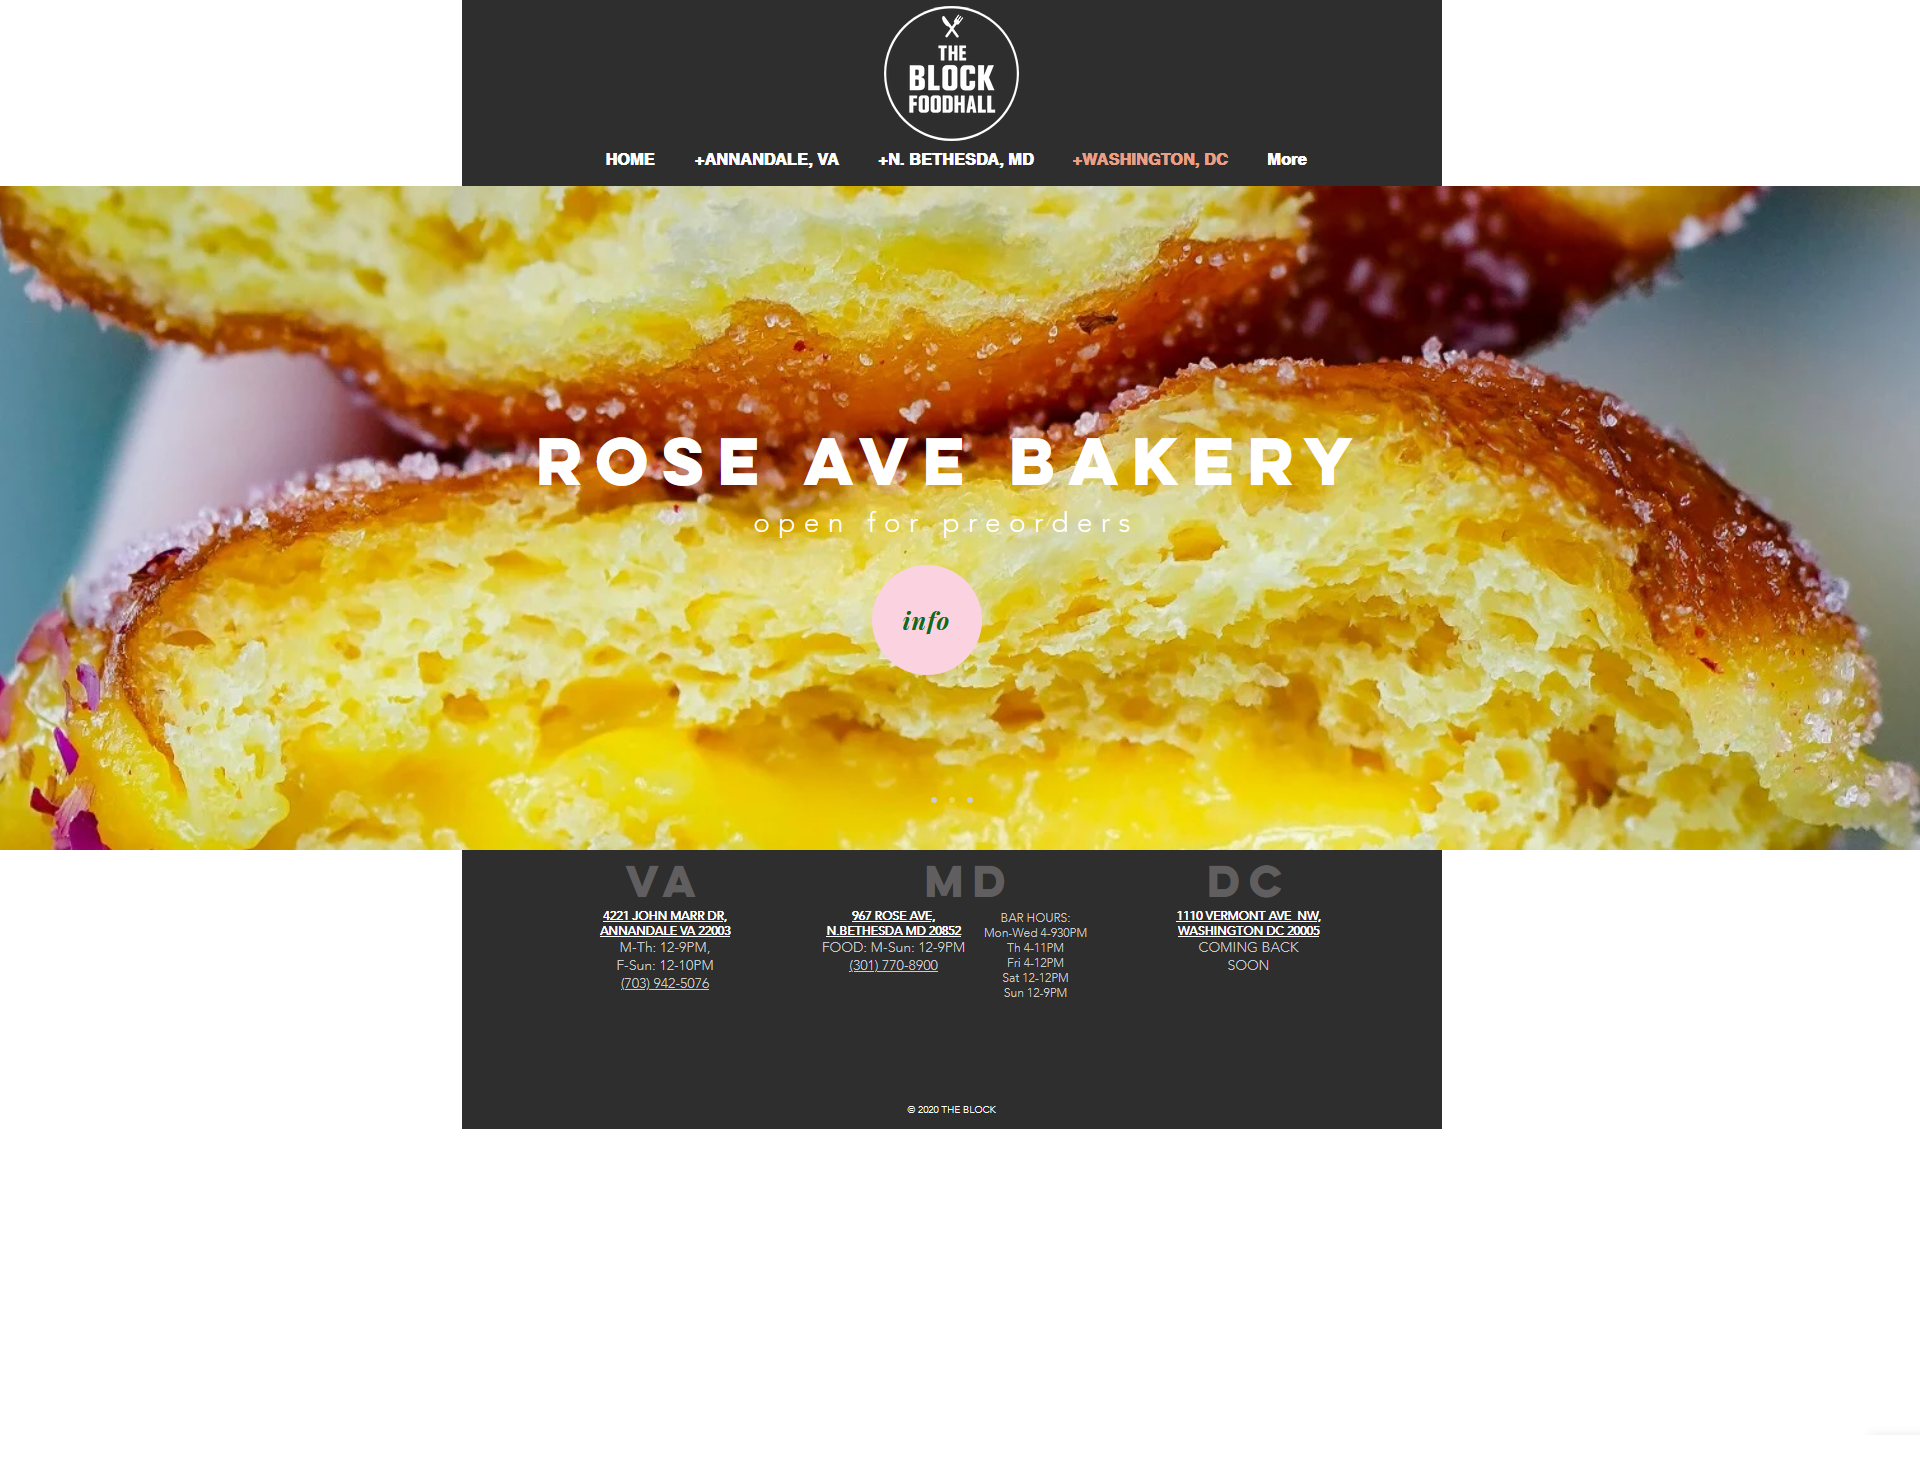 THE
BLOCK
FOODHALL
HOME +ANNANDALE, VA +N. BETHESDA, MD +WASHINGTON, DC More
ROSE AVE BAKERY
open for preorders
info
VA
4221 JOHN MARR DR,
ANNANDALE VA 22003
M-Th: 12-9PM,
F-Sun: 12-10PM
(703) 942-5076
MD
967 ROSE AVE,
N.BETHESDA MD 20852
FOOD: M-Sun: 12-9PM
(301) 770-8900
BAR HOURS:
Mon-Wed 4-930PM
Th 4-11PM
Fri 4-12PM
Sat 12-12PM
Sun 12-9PM
DC
1110 VERMONT AVE  NW,
WASHINGTON DC 20005
COMING BACK
SOON
© 2020 THE BLOCK